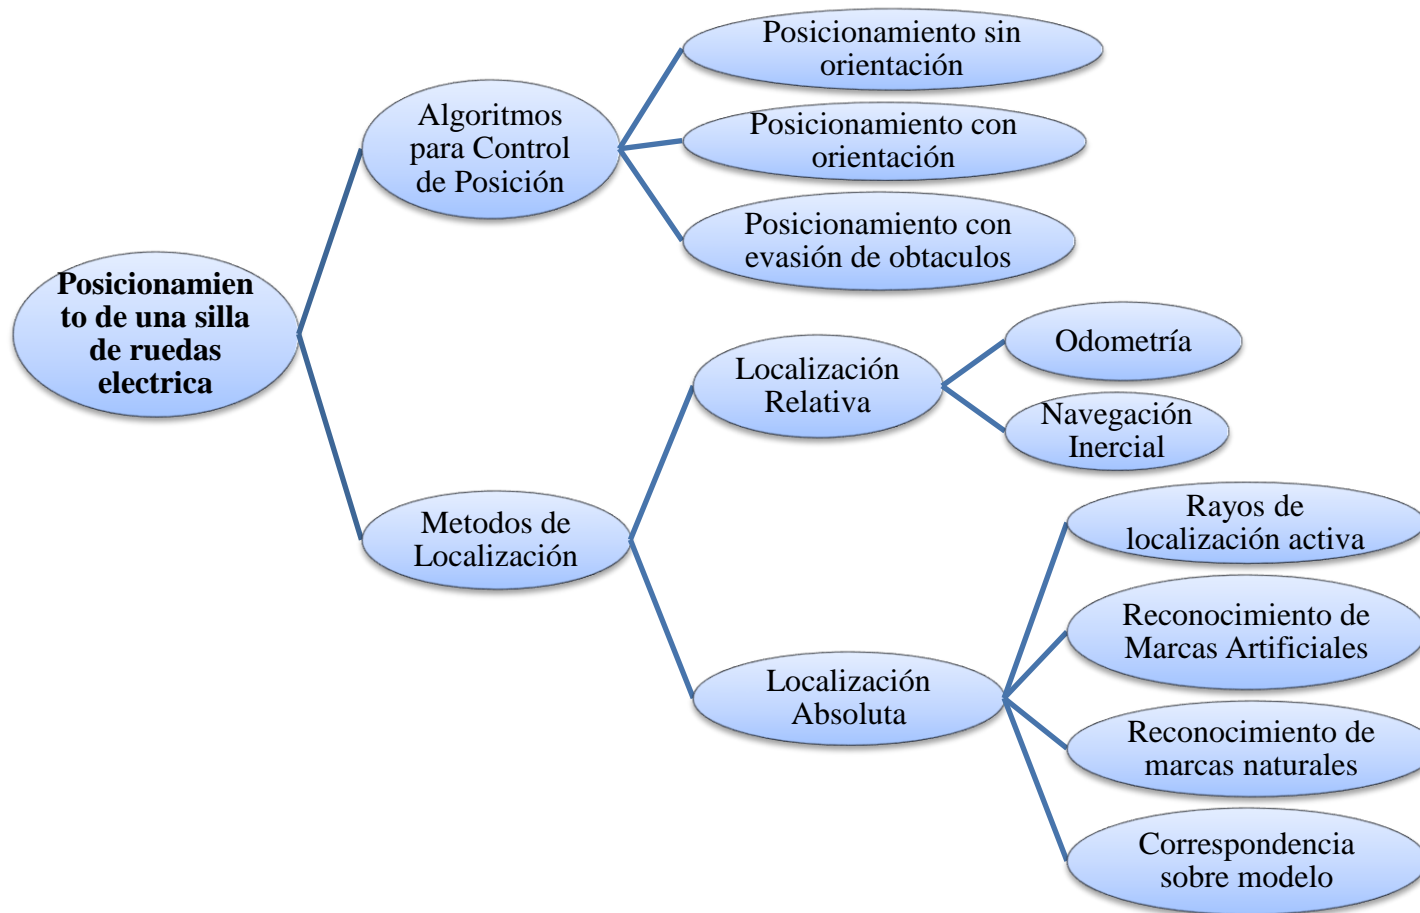 Posicionamien
to de una silla
de ruedas
electrica
Algoritmos
para Control
de Posición
Posicionamiento sin
orientación
Posicionamiento con
orientación
Posicionamiento con
evasión de obtaculos
Metodos de
Localización
Localización
Relativa
Odometría
Navegación
Inercial
Localización
Absoluta
Rayos de
localización activa
Reconocimiento de
Marcas Artificiales
Reconocimiento de
marcas naturales
Correspondencia
sobre modelo